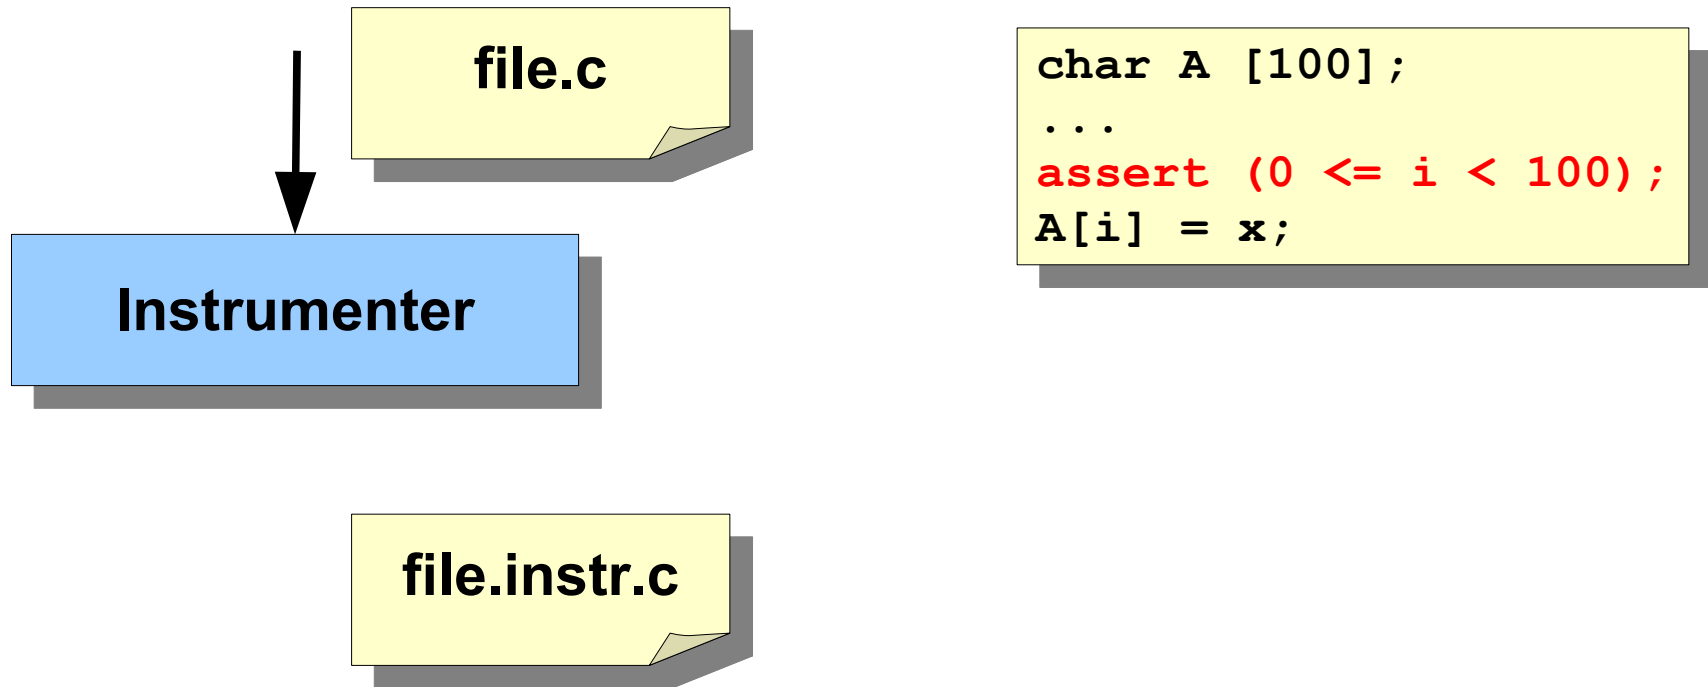 file.c
char A [100];
...
assert (0 <= i < 100);
A[i] = x;
Instrumenter
file.instr.c